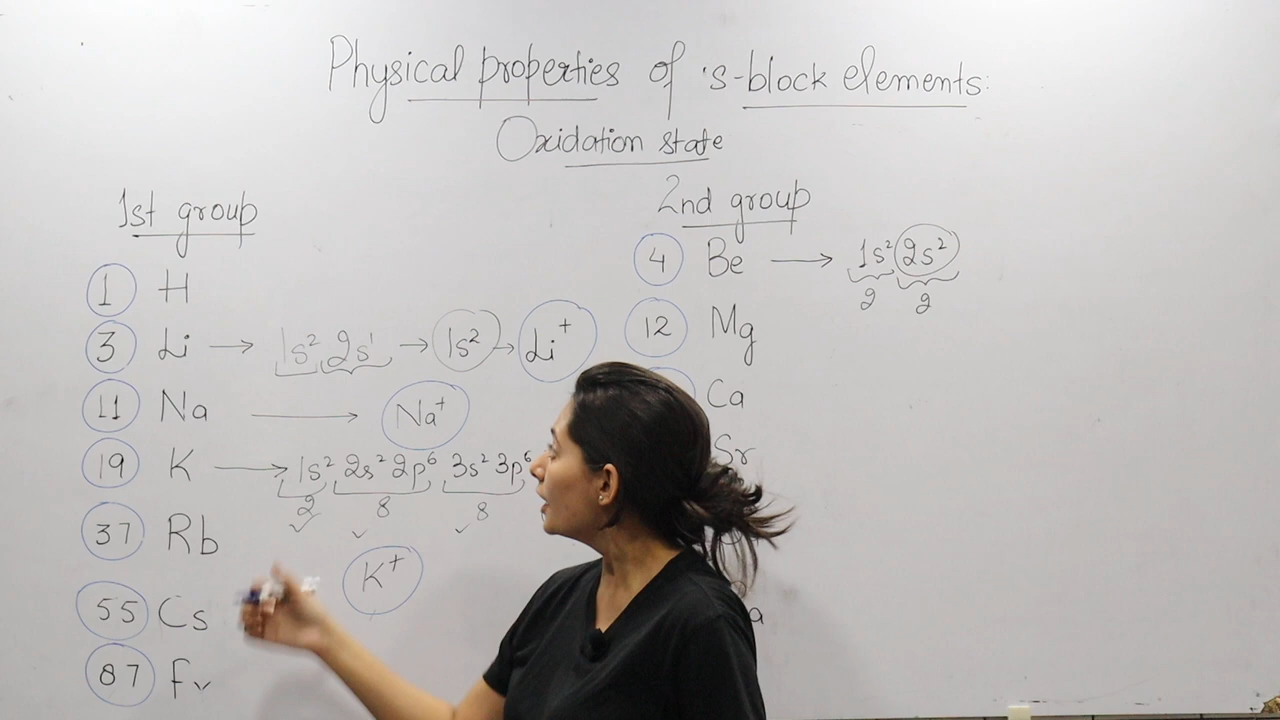 Physical properties of s-block elements:
Oxidation state
1st group
1 H
3 Li → 1s² 2s¹ → 1s² → Li⁺
11 Na → Na⁺
19 K → 1s² 2s² 2p⁶ 3s² 3p⁶
2 8 8
K⁺
37 Rb
55 Cs
87 Fr
2nd group
4 Be → 1s² 2s²
2 2
12 Mg
Ca
Sr
a